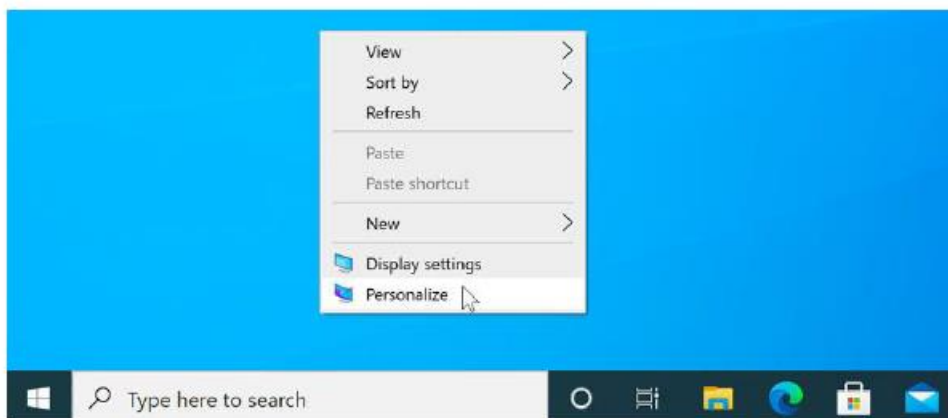 View
Sort by
Refresh
Paste
Paste shortcut
New
Display settings
Personalize
Type here to search